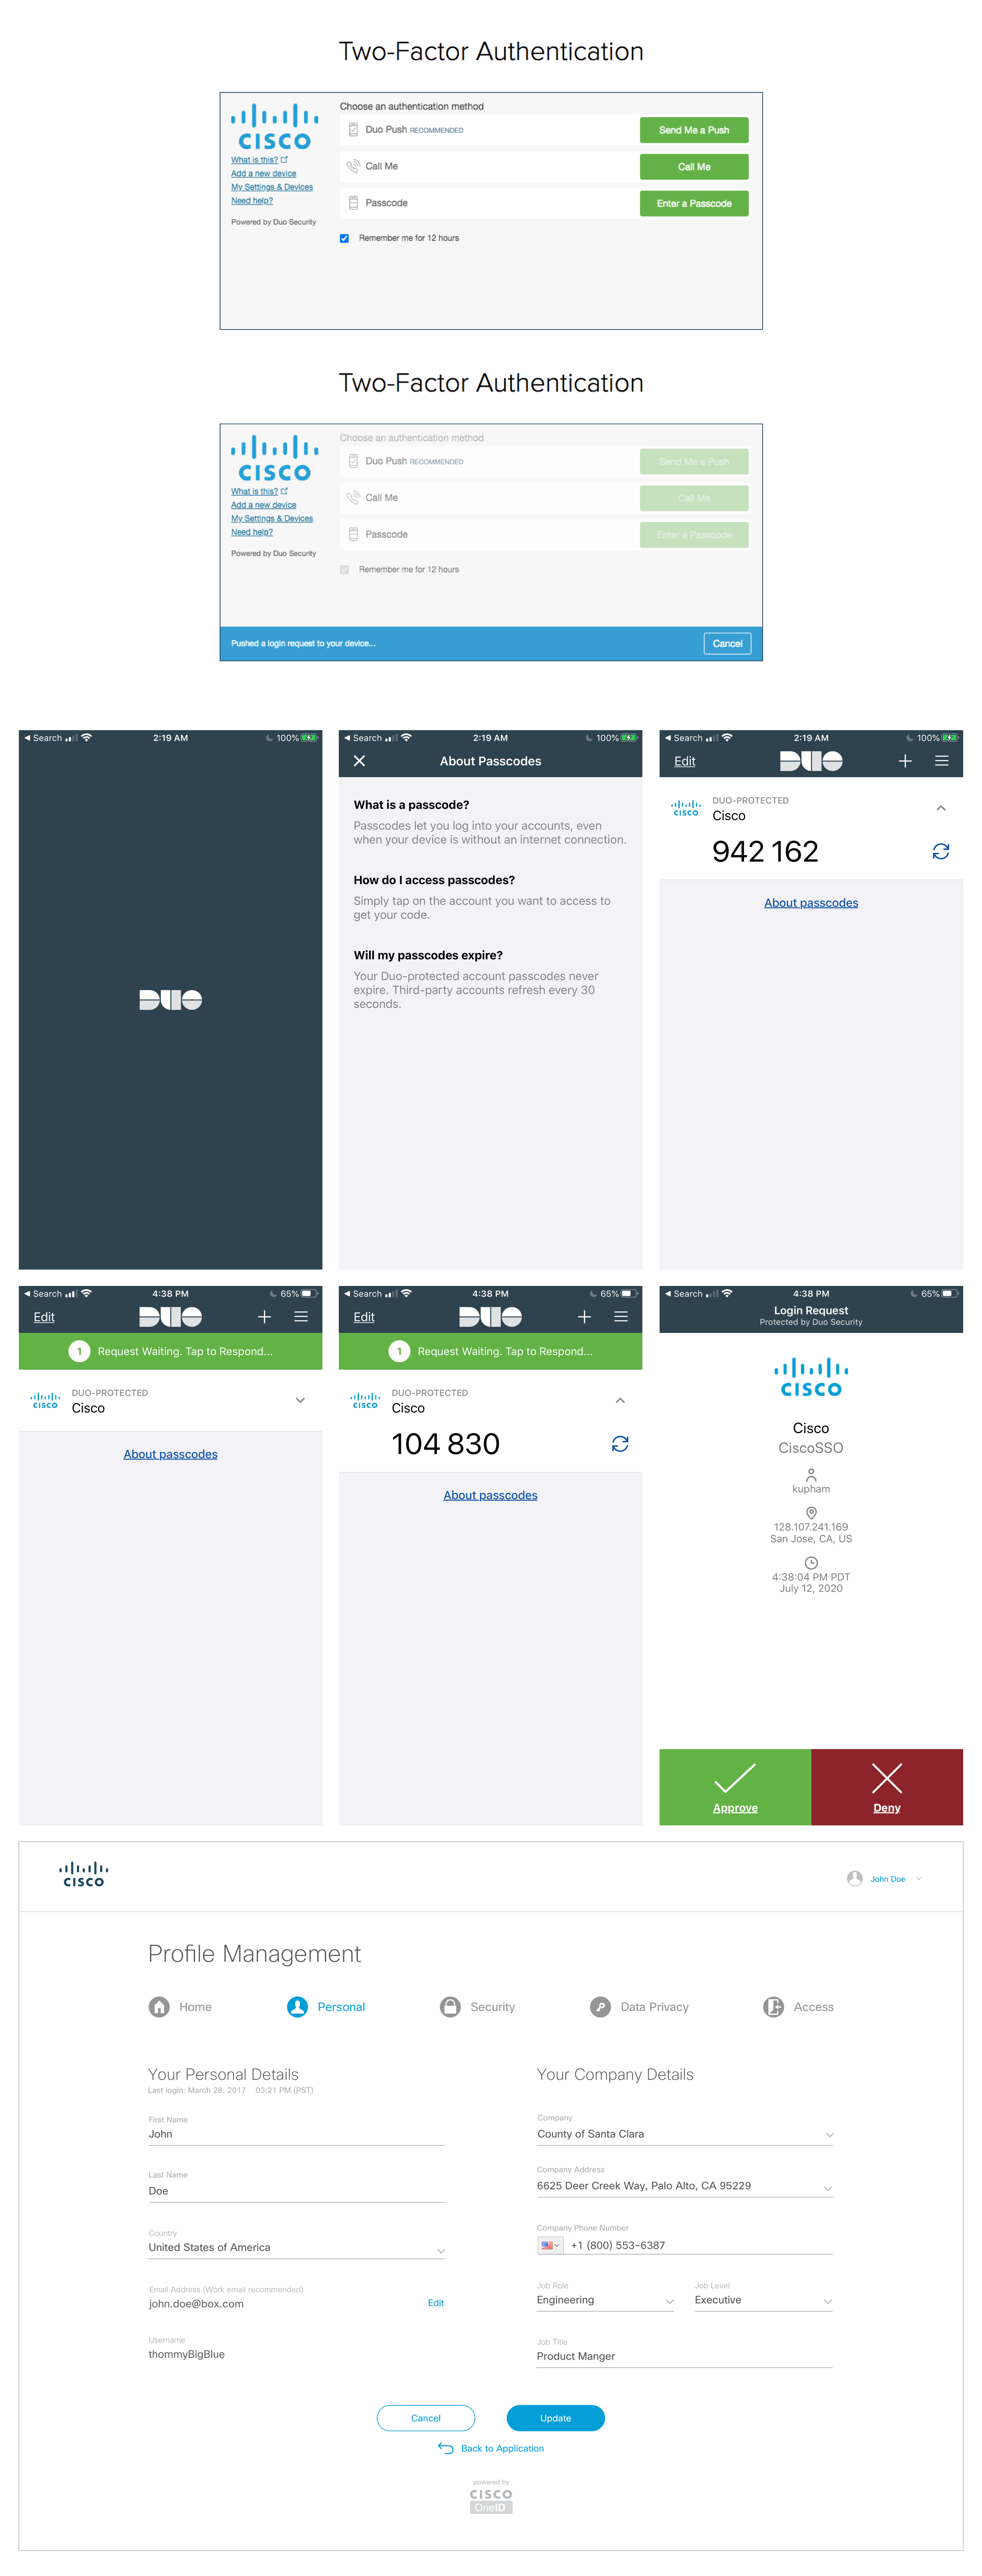 Two-Factor Authentication
CISCO
What is this?
Add a new device
My Settings & Devices
Need help?
Powered by Duo Security
Choose an authentication method
Duo Push RECOMMENDED
Send Me a Push
Call Me
Call Me
Passcode
Enter a Passcode
Remember me for 12 hours
Two-Factor Authentication
CISCO
What is this?
Add a new device
My Settings & Devices
Need help?
Powered by Duo Security
Choose an authentication method
Duo Push RECOMMENDED
Send Me a Push
Call Me
Call Me
Passcode
Enter a Passcode
Remember me for 12 hours
Pushed a login request to your device...
Cancel
Search 2:19 AM 100%
DUO
Search 2:19 AM 100%
About Passcodes
What is a passcode?
Passcodes let you log into your accounts, even
when your device is without an internet connection.
How do I access passcodes?
Simply tap on the account you want to access to
get your code.
Will my passcodes expire?
Your Duo-protected account passcodes never
expire. Third-party accounts refresh every 30
seconds.
Search 2:19 AM 100%
Edit DUO
CISCO
DUO-PROTECTED
Cisco
942 162
About passcodes
Search 4:38 PM 65%
Edit DUO
1 Request Waiting. Tap to Respond...
CISCO
DUO-PROTECTED
Cisco
About passcodes
Search 4:38 PM 65%
Edit DUO
1 Request Waiting. Tap to Respond...
CISCO
DUO-PROTECTED
Cisco
104 830
About passcodes
Search 4:38 PM 65%
Login Request
Protected by Duo Security
CISCO
Cisco
CiscoSSO
kupham
128.107.241.169
San Jose, CA, US
4:38:04 PM PDT
July 12, 2020
Approve
Deny
CISCO
John Doe
Profile Management
Home
Personal
Security
Data Privacy
Access
Your Personal Details
Last login: March 28, 2017 03:21 PM (PST)
First Name
John
Last Name
Doe
Country
United States of America
Email Address (Work email recommended)
john.doe@box.com
Edit
Username
thommyBigBlue
Your Company Details
Company
County of Santa Clara
Company Address
6625 Deer Creek Way, Palo Alto, CA 95229
Company Phone Number
+1 (800) 553-6387
Job Role
Engineering
Job Level
Executive
Job Title
Product Manger
Cancel
Update
Back to Application
powered by
CISCO
OneID